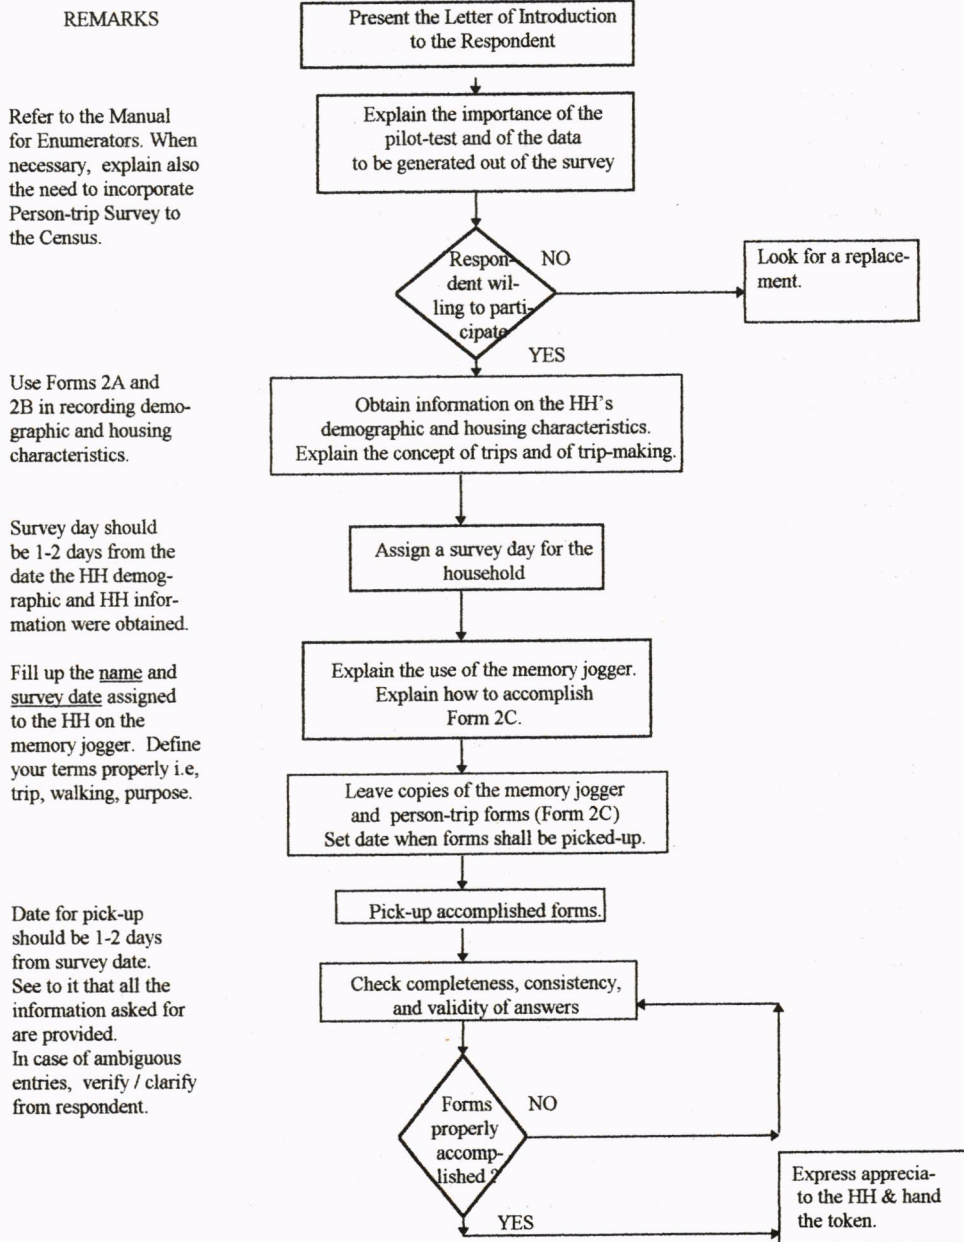 REMARKS
Present the Letter of Introduction
to the Respondent
Refer to the Manual
for Enumerators. When
necessary, explain also
the need to incorporate
Person-trip Survey to
the Census.
Explain the importance of the
pilot-test and of the data
to be generated out of the survey
Respon-
dent wil-
ling to parti-
cipate
NO
Look for a replace-
ment.
YES
Use Forms 2A and
2B in recording demo-
graphic and housing
characteristics.
Obtain information on the HH's
demographic and housing characteristics.
Explain the concept of trips and of trip-making.
Survey day should
be 1-2 days from the
date the HH demog-
raphic and HH infor-
mation were obtained.
Assign a survey day for the
household
Fill up the name and
survey date assigned
to the HH on the
memory jogger. Define
your terms properly i.e,
trip, walking, purpose.
Explain the use of the memory jogger.
Explain how to accomplish
Form 2C.
Leave copies of the memory jogger
and person-trip forms (Form 2C)
Set date when forms shall be picked-up.
Pick-up accomplished forms.
Date for pick-up
should be 1-2 days
from survey date.
See to it that all the
information asked for
are provided.
In case of ambiguous
entries, verify / clarify
from respondent.
Check completeness, consistency,
and validity of answers
Forms
properly
accomp-
lished ?
NO
YES
Express apprecia-
to the HH & hand
the token.